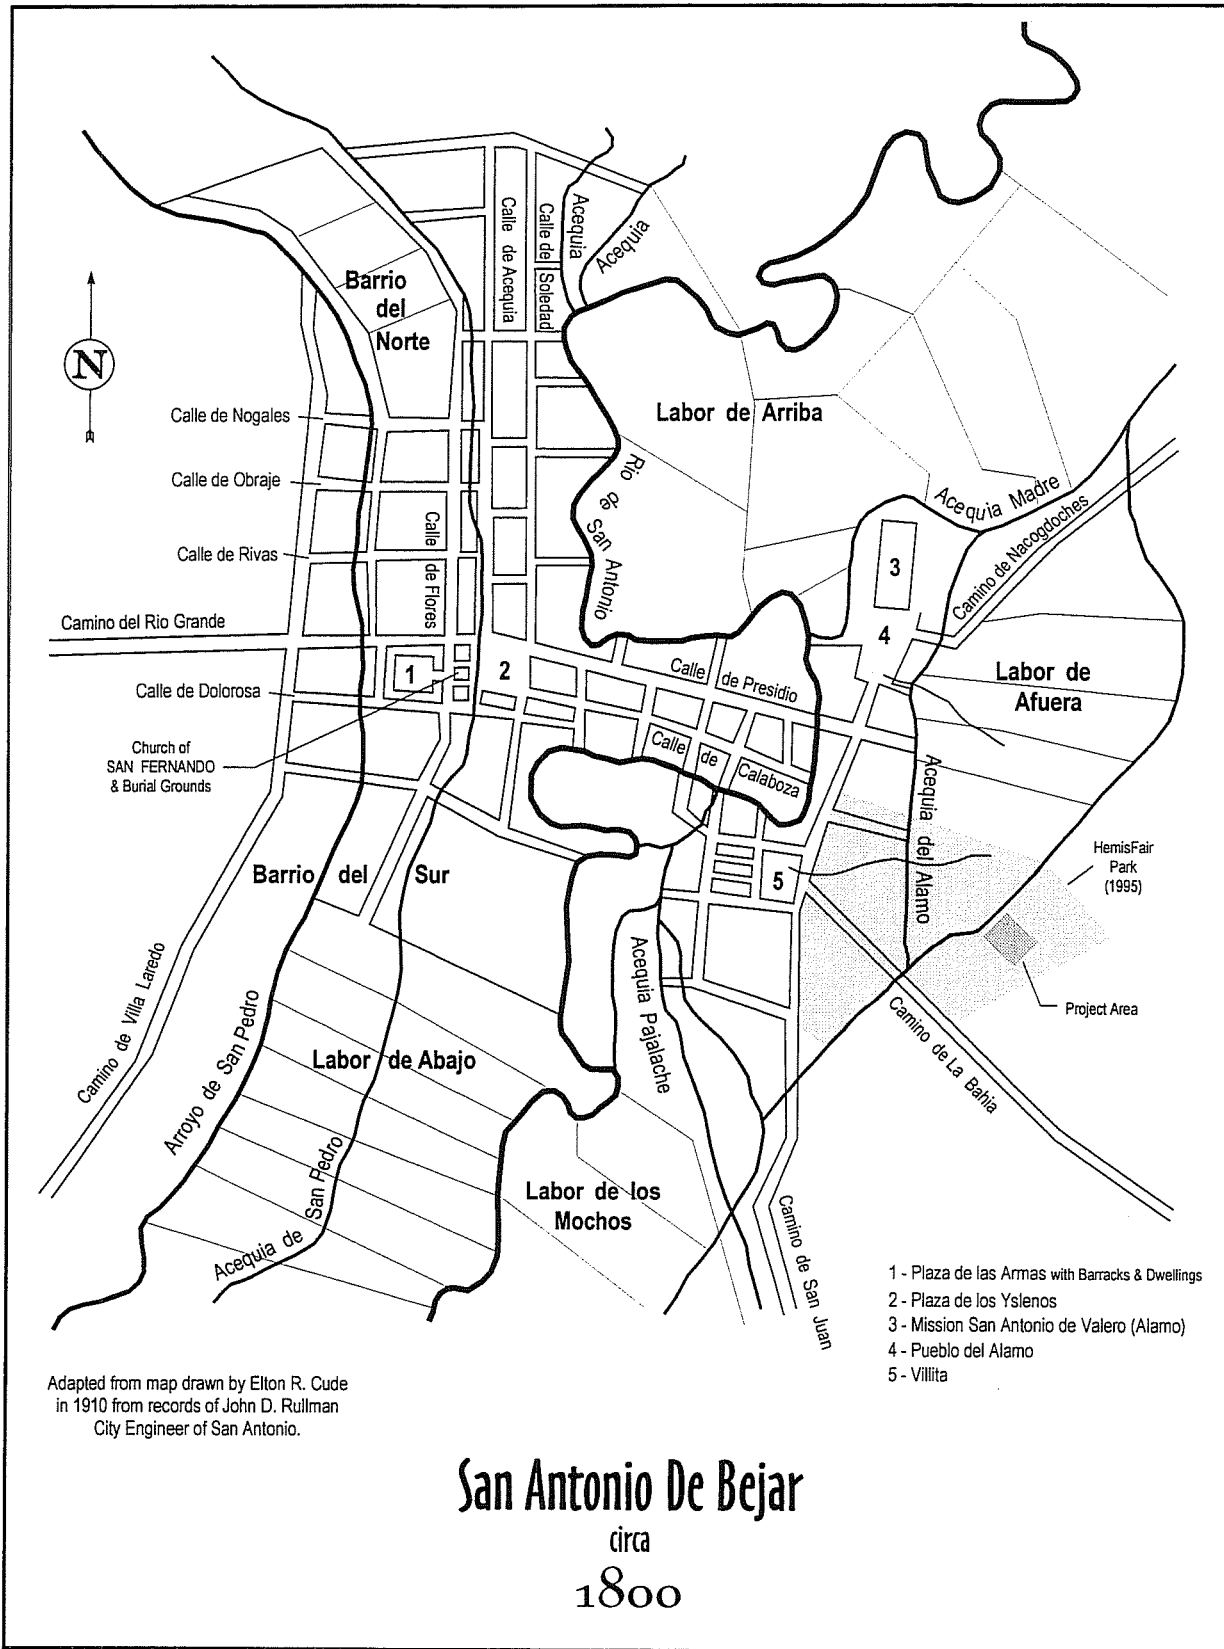 Calle de Acequia
Calle de Soledad
Acequia
Acequia
Barrio
del
Norte
N
Labor de Arriba
Calle de Nogales
Calle de Obraje
Calle de Rivas
Calle de Flores
Rio de San Antonio
Acequia Madre
Camino de Nacogdoches
3
4
Camino del Rio Grande
1
2
Calle de Presidio
Labor de
Afuera
Calle de Dolorosa
Church of
SAN FERNANDO
& Burial Grounds
Calle de Calaboza
Acequia del Alamo
HemisFair
Park
(1995)
Barrio del Sur
5
Camino de Villa Laredo
Arroyo de San Pedro
Acequia Pajalache
Project Area
Camino de La Bahia
Labor de Abajo
Acequia de San Pedro
Labor de los
Mochos
Camino de San Juan
1 - Plaza de las Armas with Barracks & Dwellings
2 - Plaza de los Yslenos
3 - Mission San Antonio de Valero (Alamo)
4 - Pueblo del Alamo
5 - Villita
Adapted from map drawn by Elton R. Cude
in 1910 from records of John D. Rullman
City Engineer of San Antonio.
San Antonio De Bejar
circa
1800